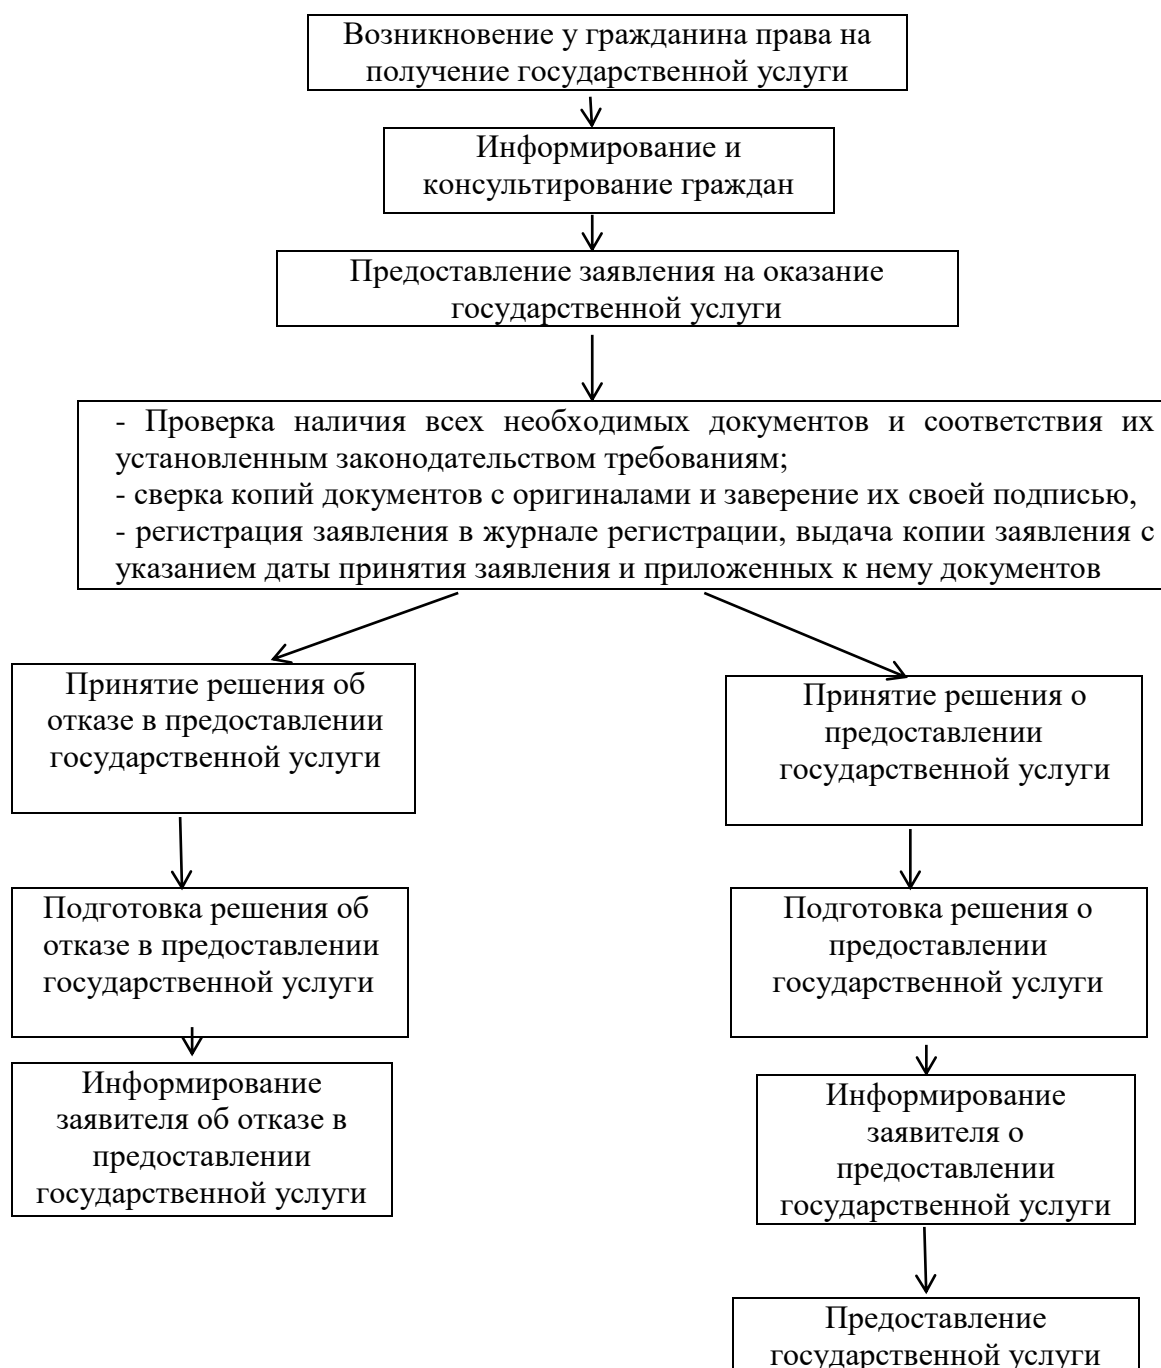 Возникновение у гражданина права на
получение государственной услуги
Информирование и
консультирование граждан
Предоставление заявления на оказание
государственной услуги
- Проверка наличия всех необходимых документов и соответствия их
установленным законодательством требованиям;
- сверка копий документов с оригиналами и заверение их своей подписью,
- регистрация заявления в журнале регистрации, выдача копии заявления с
указанием даты принятия заявления и приложенных к нему документов
Принятие решения об
отказе в предоставлении
государственной услуги
Принятие решения о
предоставлении
государственной услуги
Подготовка решения об
отказе в предоставлении
государственной услуги
Подготовка решения о
предоставлении
государственной услуги
Информирование
заявителя об отказе в
предоставлении
государственной услуги
Информирование
заявителя о
предоставлении
государственной услуги
Предоставление
государственной услуги